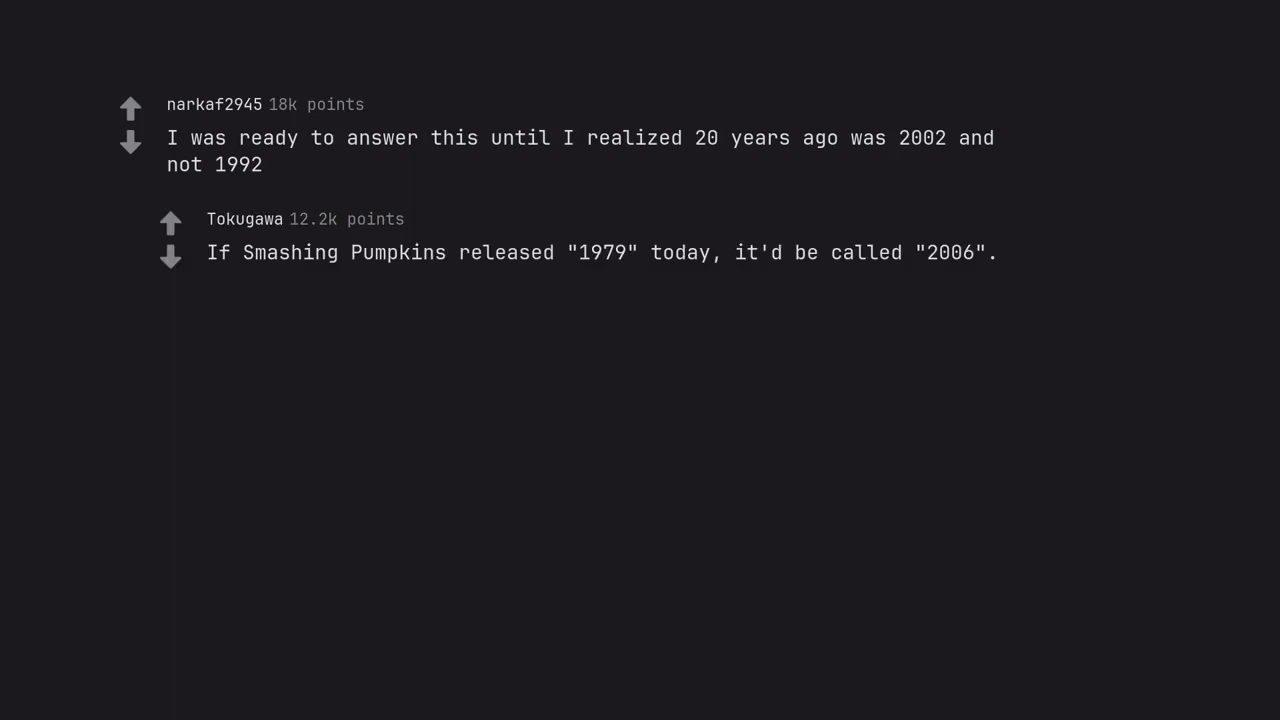 narkaf2945 18k points
I was ready to answer this until I realized 20 years ago was 2002 and
not 1992
Tokugawa 12.2k points
If Smashing Pumpkins released "1979" today, it'd be called "2006".